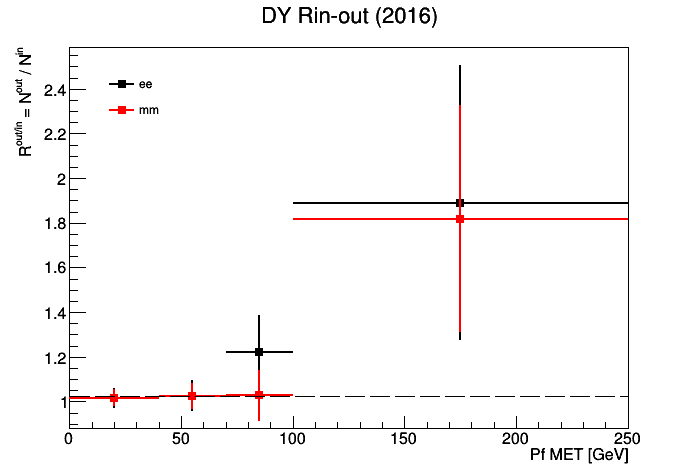 DY Rin-out (2016)
R^out/in = N^out / N^in
ee
mm
2.4
2.2
2
1.8
1.6
1.4
1.2
1
0 50 100 150 200 250
Pf MET [GeV]